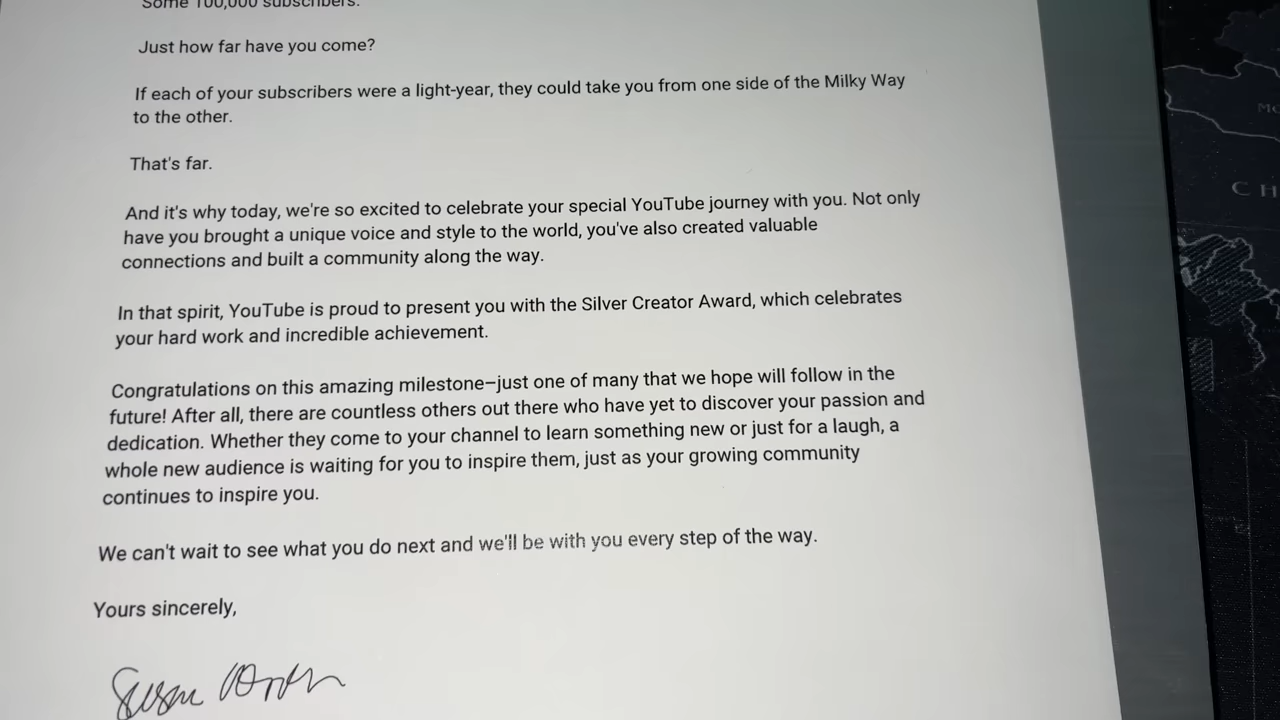 Some 100,000 subscribers.
Just how far have you come?
If each of your subscribers were a light-year, they could take you from one side of the Milky Way
to the other.
That's far.
And it's why today, we're so excited to celebrate your special YouTube journey with you. Not only
have you brought a unique voice and style to the world, you've also created valuable
connections and built a community along the way.
In that spirit, YouTube is proud to present you with the Silver Creator Award, which celebrates
your hard work and incredible achievement.
Congratulations on this amazing milestone–just one of many that we hope will follow in the
future! After all, there are countless others out there who have yet to discover your passion and
dedication. Whether they come to your channel to learn something new or just for a laugh, a
whole new audience is waiting for you to inspire them, just as your growing community
continues to inspire you.
We can't wait to see what you do next and we'll be with you every step of the way.
Yours sincerely,
Susan